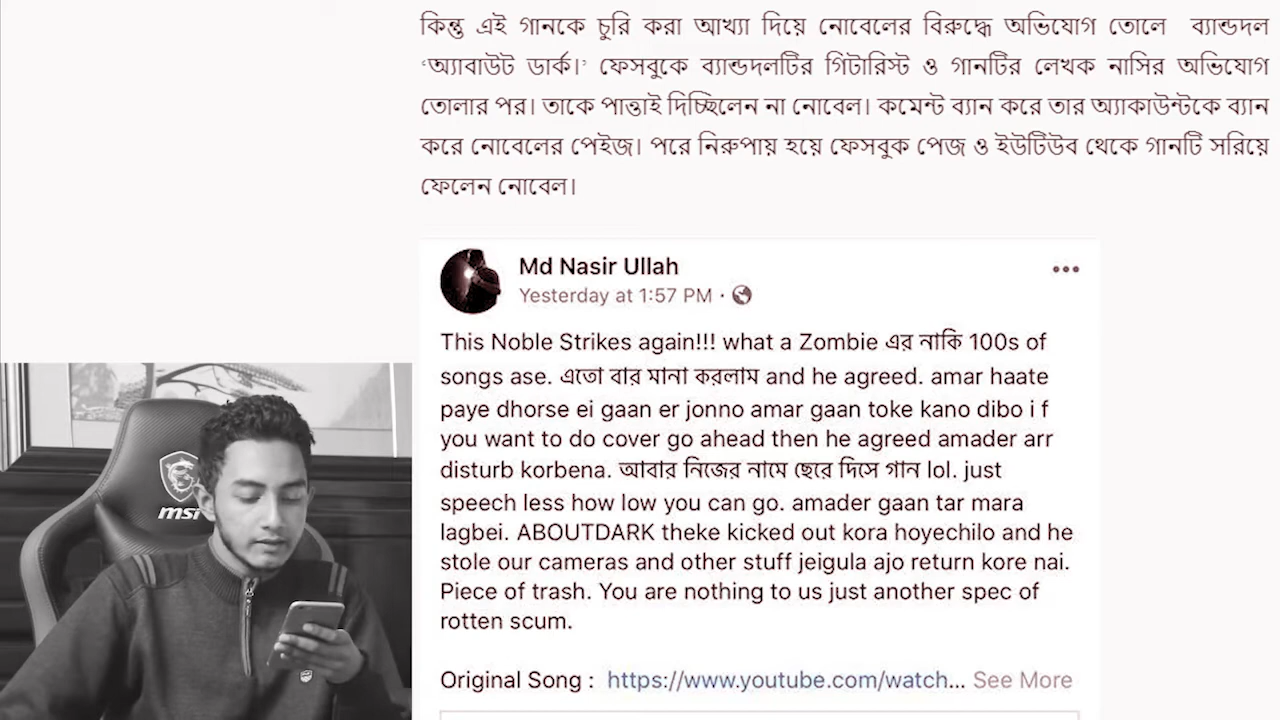 কিন্তু এই গানকে চুরি করা আখ্যা দিয়ে নোবেলের বিরুদ্ধে অভিযোগ তোলে ব্যান্ডদল
‘অ্যাবাউট ডার্ক।’ ফেসবুকে ব্যান্ডদলটির গিটারিস্ট ও গানটির লেখক নাসির অভিযোগ
তোলার পর। তাকে পাত্তাই দিচ্ছিলেন না নোবেল। কমেন্ট ব্যান করে তার অ্যাকাউন্টকে ব্যান
করে নোবেলের পেইজ। পরে নিরুপায় হয়ে ফেসবুক পেজ ও ইউটিউব থেকে গানটি সরিয়ে
ফেলেন নোবেল।
Md Nasir Ullah
Yesterday at 1:57 PM ·
This Noble Strikes again!!! what a Zombie এর নাকি 100s of
songs ase. এতো বার মানা করলাম and he agreed. amar haate
paye dhorse ei gaan er jonno amar gaan toke kano dibo i f
you want to do cover go ahead then he agreed amader arr
disturb korbena. আবার নিজের নামে ছেরে দিসে গান lol. just
speech less how low you can go. amader gaan tar mara
lagbei. ABOUTDARK theke kicked out kora hoyechilo and he
stole our cameras and other stuff jeigula ajo return kore nai.
Piece of trash. You are nothing to us just another spec of
rotten scum.
Original Song : https://www.youtube.com/watch... See More
msi